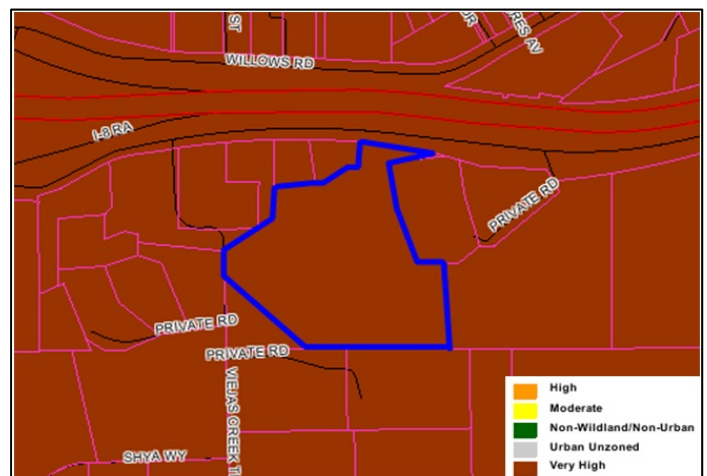 ST
DR
RES AV
WILLOWS RD
I-8 RA
PRIVATE RD
PRIVATE RD
PRIVATE RD
VIEJAS CREEK T
SHYA WY
High
Moderate
Non-Wildland/Non-Urban
Urban Unzoned
Very High